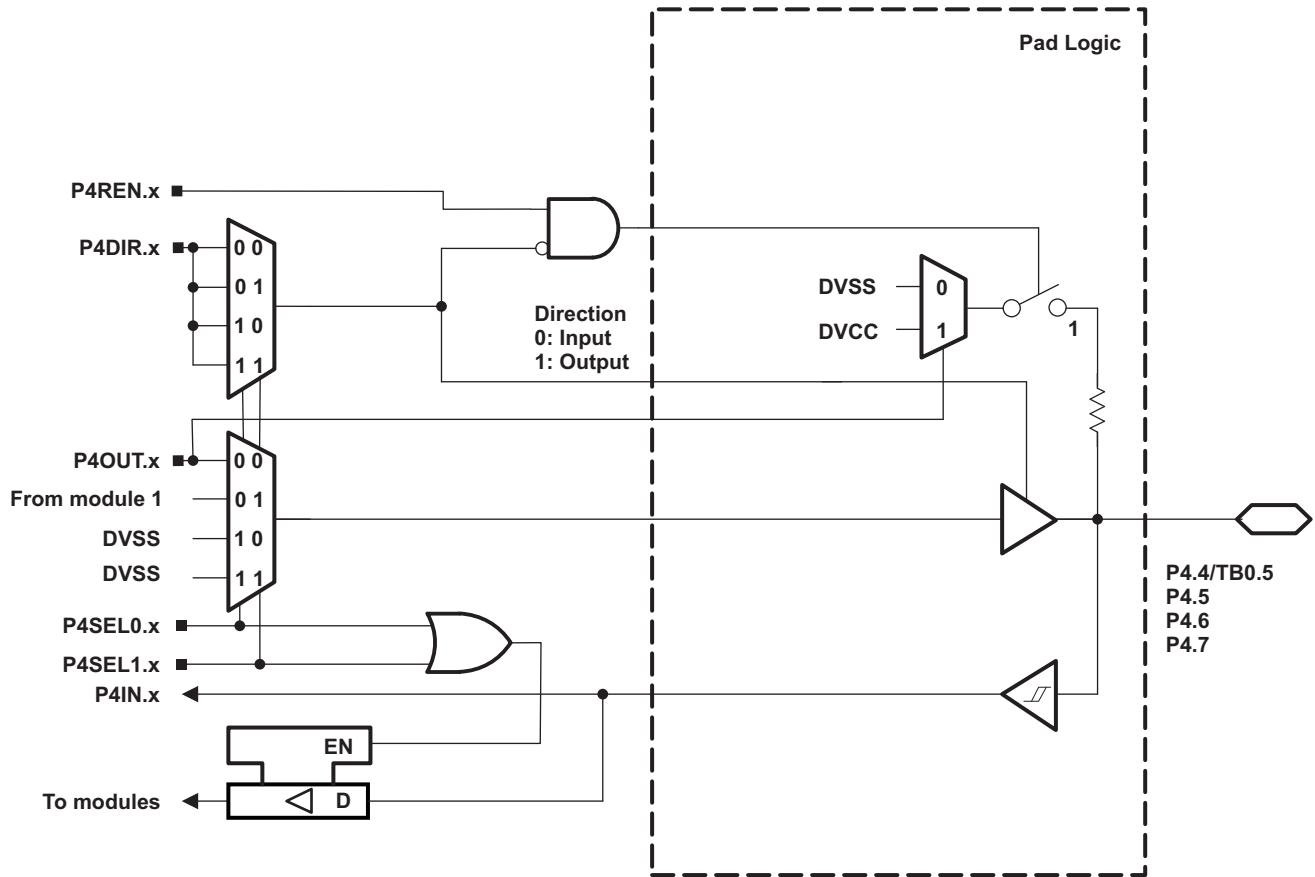 Pad Logic
P4REN.x
P4DIR.x
0 0
0 1
1 0
1 1
Direction
0: Input
1: Output
DVSS
DVCC
0
1
1
P4OUT.x
From module 1
DVSS
DVSS
0 0
0 1
1 0
1 1
P4.4/TB0.5
P4.5
P4.6
P4.7
P4SEL0.x
P4SEL1.x
P4IN.x
EN
To modules
D